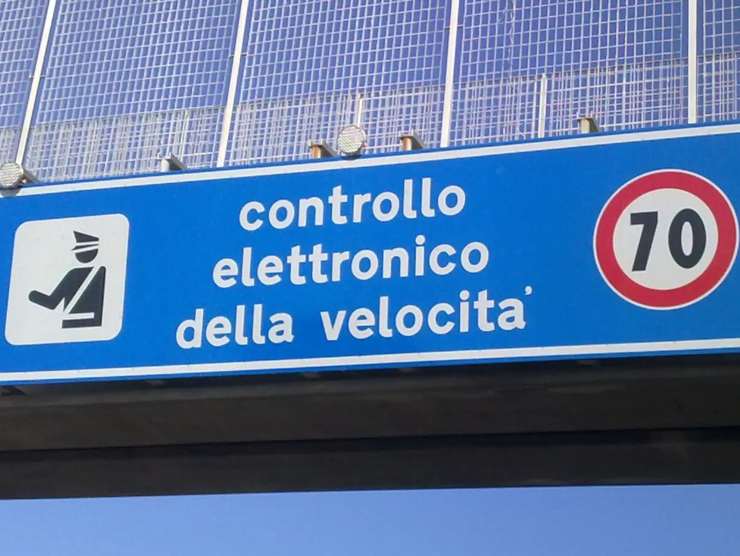 controllo
elettronico
della velocita'
70